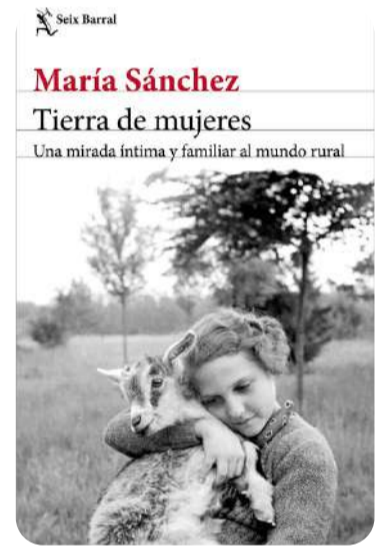 Seix Barral
María Sánchez
Tierra de mujeres
Una mirada íntima y familiar al mundo rural